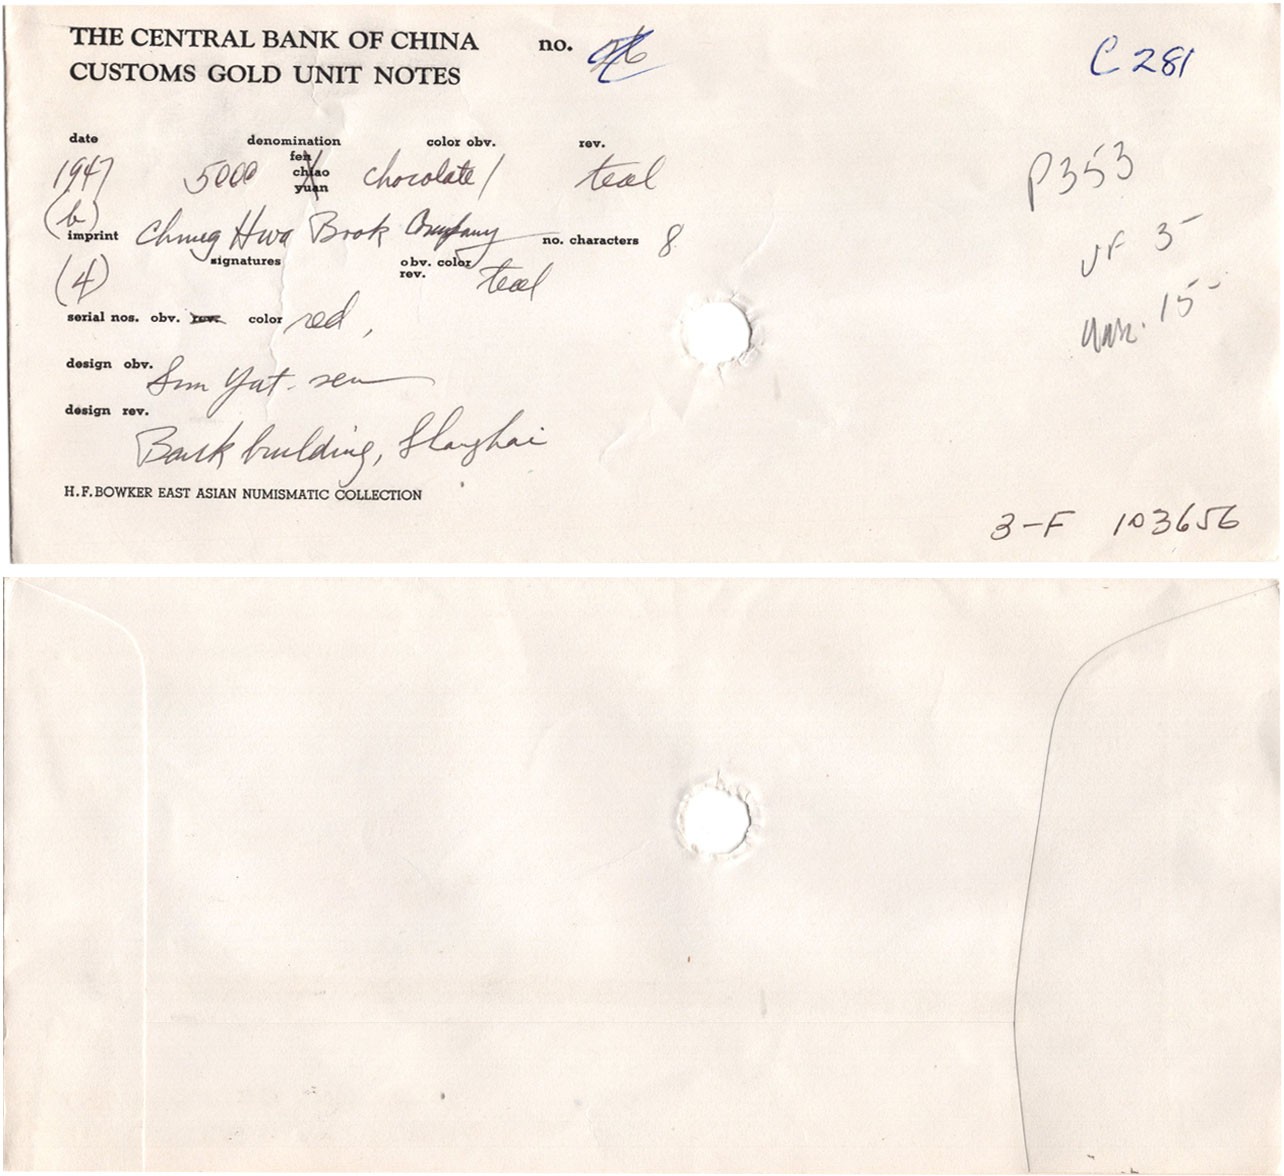 THE CENTRAL BANK OF CHINA no. C 281
CUSTOMS GOLD UNIT NOTES
date denomination color obv. rev.
fen
1947 5000 chiao chocolate / teal P353
yuan
(b)
imprint Chung Hwa Book Company no. characters 8 VF 3-
signatures obv. color
rev. teal
(4)
serial nos. obv. rev. color red, Unc. 15-
design obv. Sun Yat-sen
design rev.
Bank building, Shanghai
H.F.BOWKER EAST ASIAN NUMISMATIC COLLECTION
3-F 103656